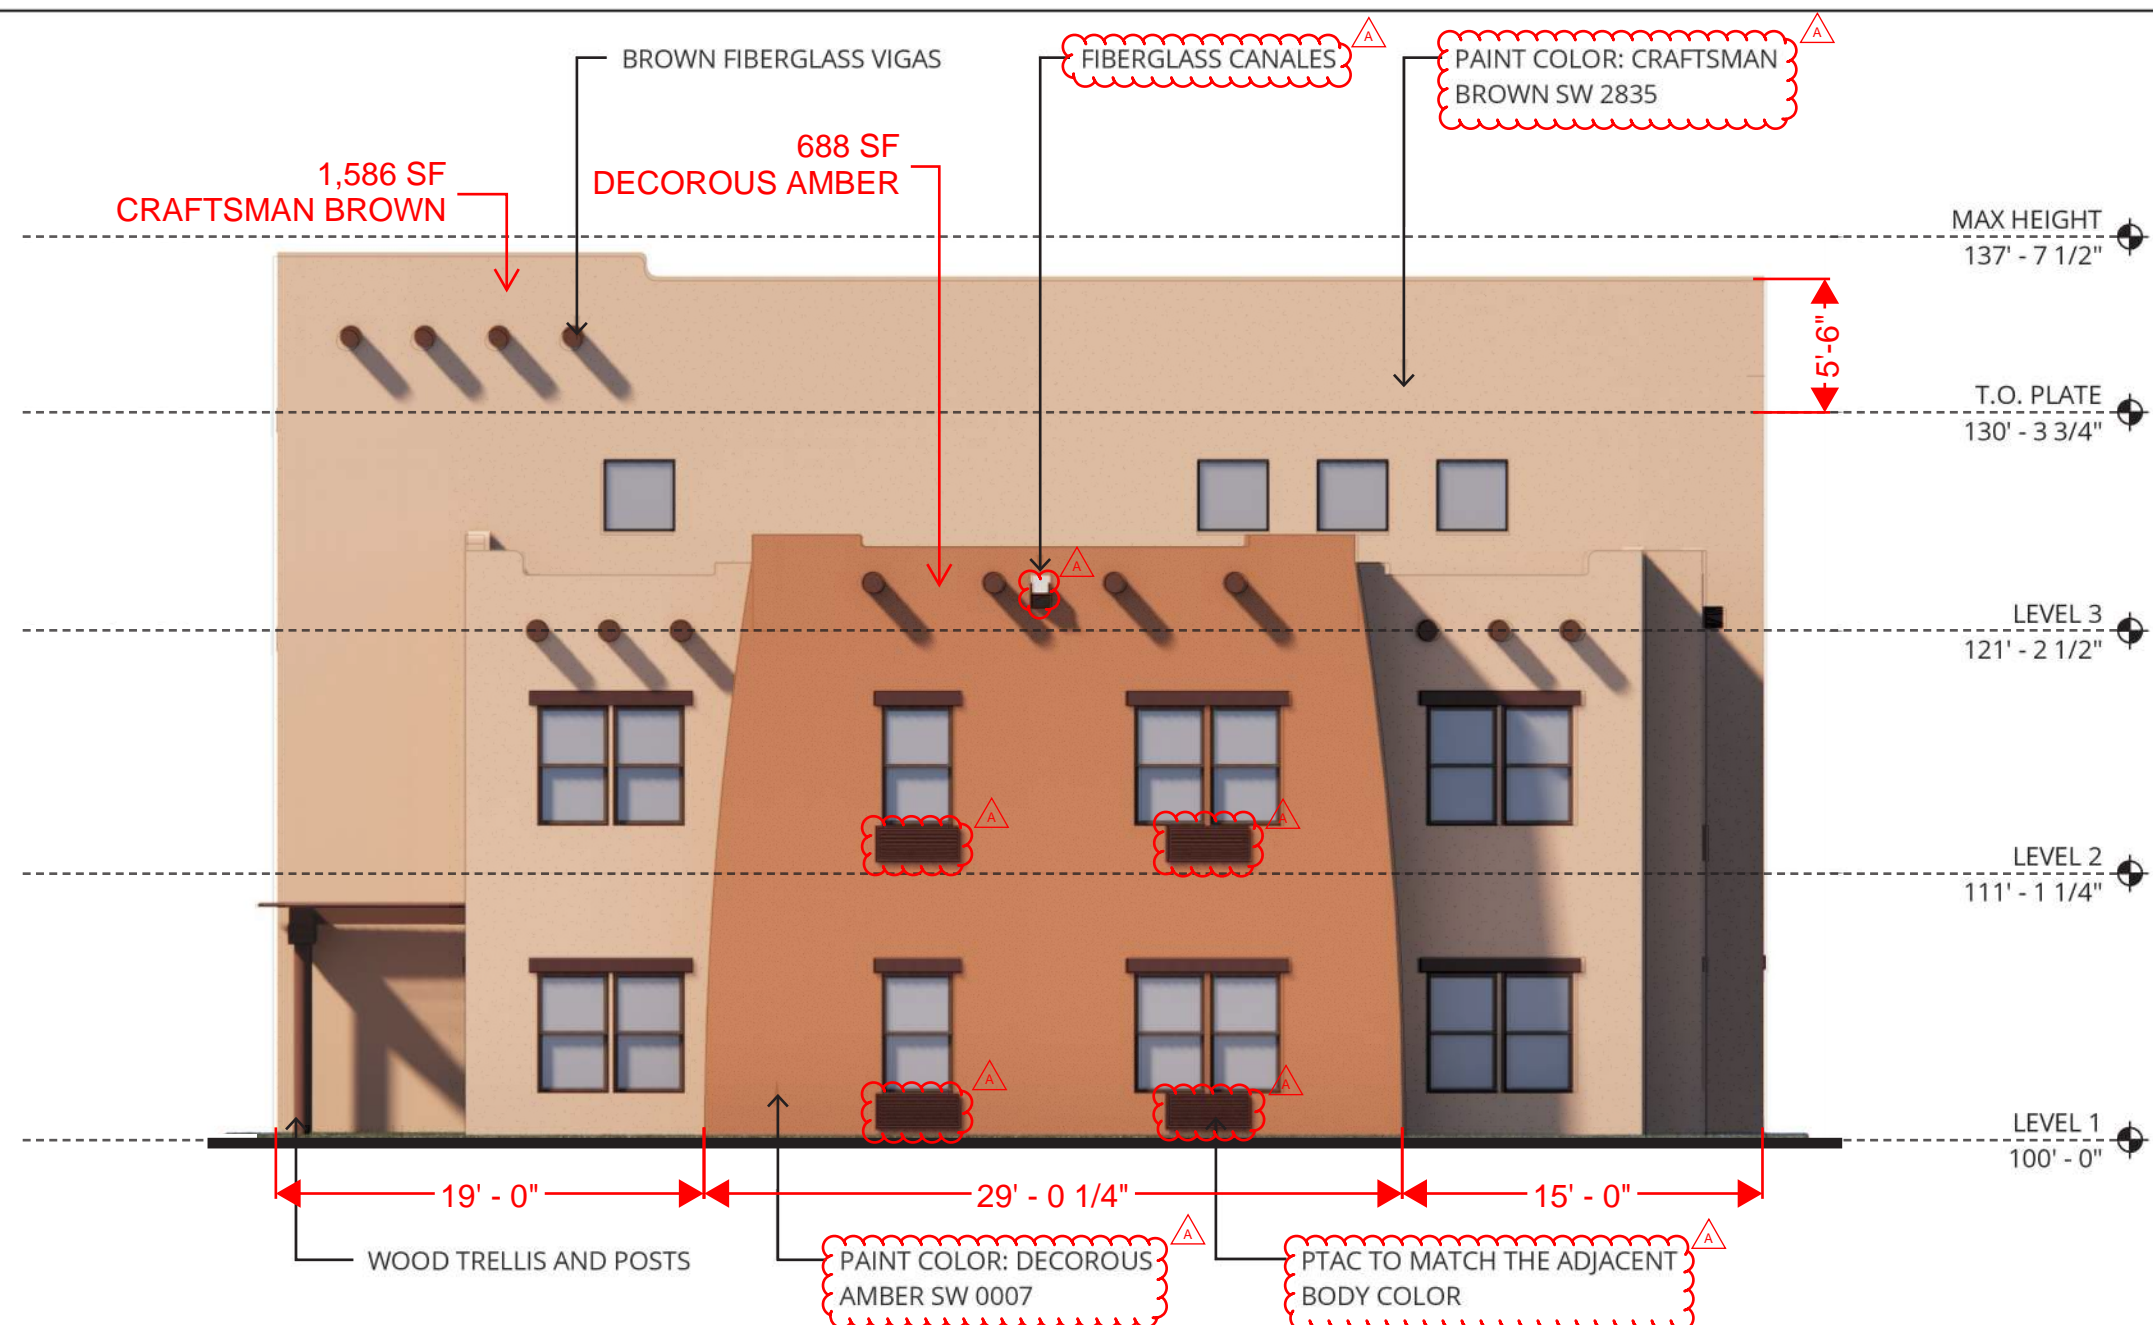 BROWN FIBERGLASS VIGAS
FIBERGLASS CANALES
A
PAINT COLOR: CRAFTSMAN
BROWN SW 2835
A
688 SF
DECOROUS AMBER
1,586 SF
CRAFTSMAN BROWN
MAX HEIGHT
137' - 7 1/2"
5'-6"
T.O. PLATE
130' - 3 3/4"
A
LEVEL 3
121' - 2 1/2"
A
A
LEVEL 2
111' - 1 1/4"
A
A
LEVEL 1
100' - 0"
19' - 0"
29' - 0 1/4"
15' - 0"
WOOD TRELLIS AND POSTS
PAINT COLOR: DECOROUS
AMBER SW 0007
A
PTAC TO MATCH THE ADJACENT
BODY COLOR
A